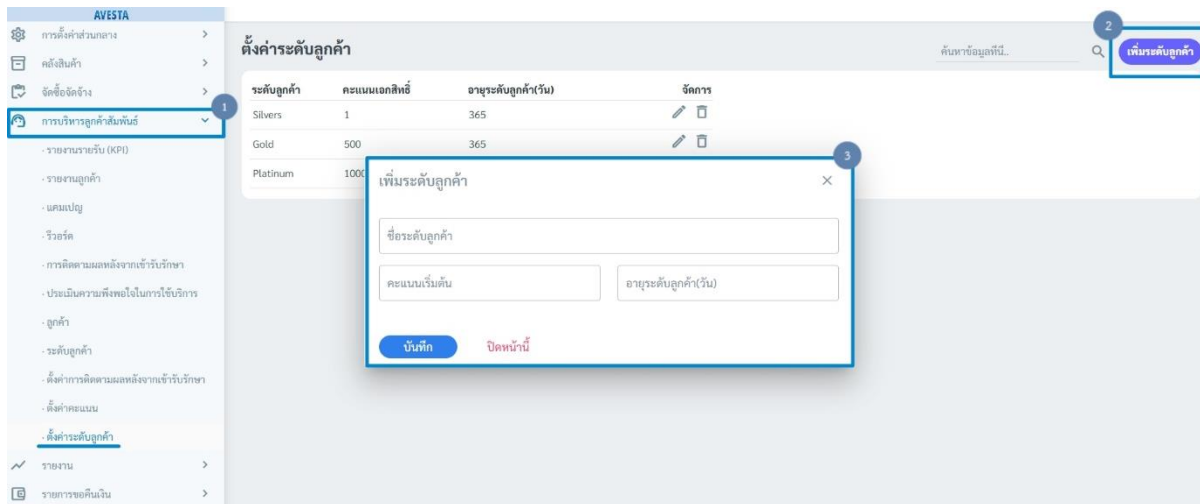 AVESTA
การตั้งค่าส่วนกลาง
คลังสินค้า
จัดซื้อจัดจ้าง
1
การบริหารลูกค้าสัมพันธ์
· รายงานรายรับ (KPI)
· รายงานลูกค้า
· แคมเปญ
· รีวอร์ด
· การติดตามผลหลังจากเข้ารับรักษา
· ประเมินความพึงพอใจในการใช้บริการ
· ลูกค้า
· ระดับลูกค้า
· ตั้งค่าการติดตามผลหลังจากเข้ารับรักษา
· ตั้งค่าคะแนน
· ตั้งค่าระดับลูกค้า
รายงาน
รายการขอคืนเงิน
ตั้งค่าระดับลูกค้า
ค้นหาข้อมูลที่นี่..
2
เพิ่มระดับลูกค้า
ระดับลูกค้า คะแนนเอกสิทธิ์ อายุระดับลูกค้า(วัน) จัดการ
Silvers 1 365
Gold 500 365
Platinum 1000
3
เพิ่มระดับลูกค้า
ชื่อระดับลูกค้า
คะแนนเริ่มต้น อายุระดับลูกค้า(วัน)
บันทึก ปิดหน้านี้